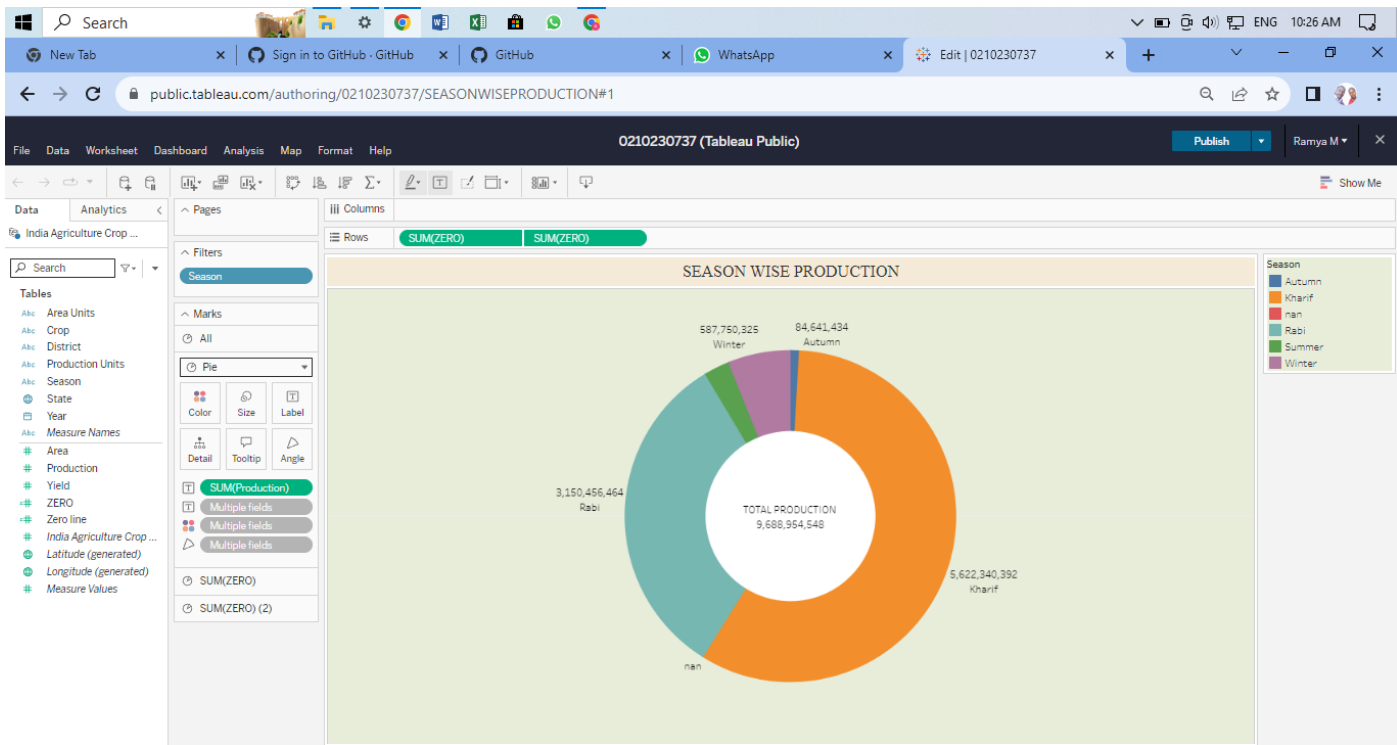 Search
ENG 10:26 AM
New Tab
Sign in to GitHub · GitHub
GitHub
WhatsApp
Edit | 0210230737
public.tableau.com/authoring/0210230737/SEASONWISEPRODUCTION#1
0210230737 (Tableau Public)
Publish
Ramya M
File Data Worksheet Dashboard Analysis Map Format Help
Show Me
Data Analytics
India Agriculture Crop ...
Search
Tables
Abc Area Units
Abc Crop
Abc District
Abc Production Units
Abc Season
State
Year
Abc Measure Names
# Area
# Production
# Yield
=# ZERO
=# Zero line
# India Agriculture Crop ...
Latitude (generated)
Longitude (generated)
# Measure Values
Pages
Filters
Season
Marks
All
Pie
Color Size Label
Detail Tooltip Angle
SUM(Production)
Multiple fields
Multiple fields
Multiple fields
SUM(ZERO)
SUM(ZERO) (2)
iii Columns
Rows SUM(ZERO) SUM(ZERO)
SEASON WISE PRODUCTION
587,750,325
Winter
84,641,434
Autumn
3,150,456,464
Rabi
TOTAL PRODUCTION
9,688,954,548
5,622,340,392
Kharif
nan
Season
Autumn
Kharif
nan
Rabi
Summer
Winter